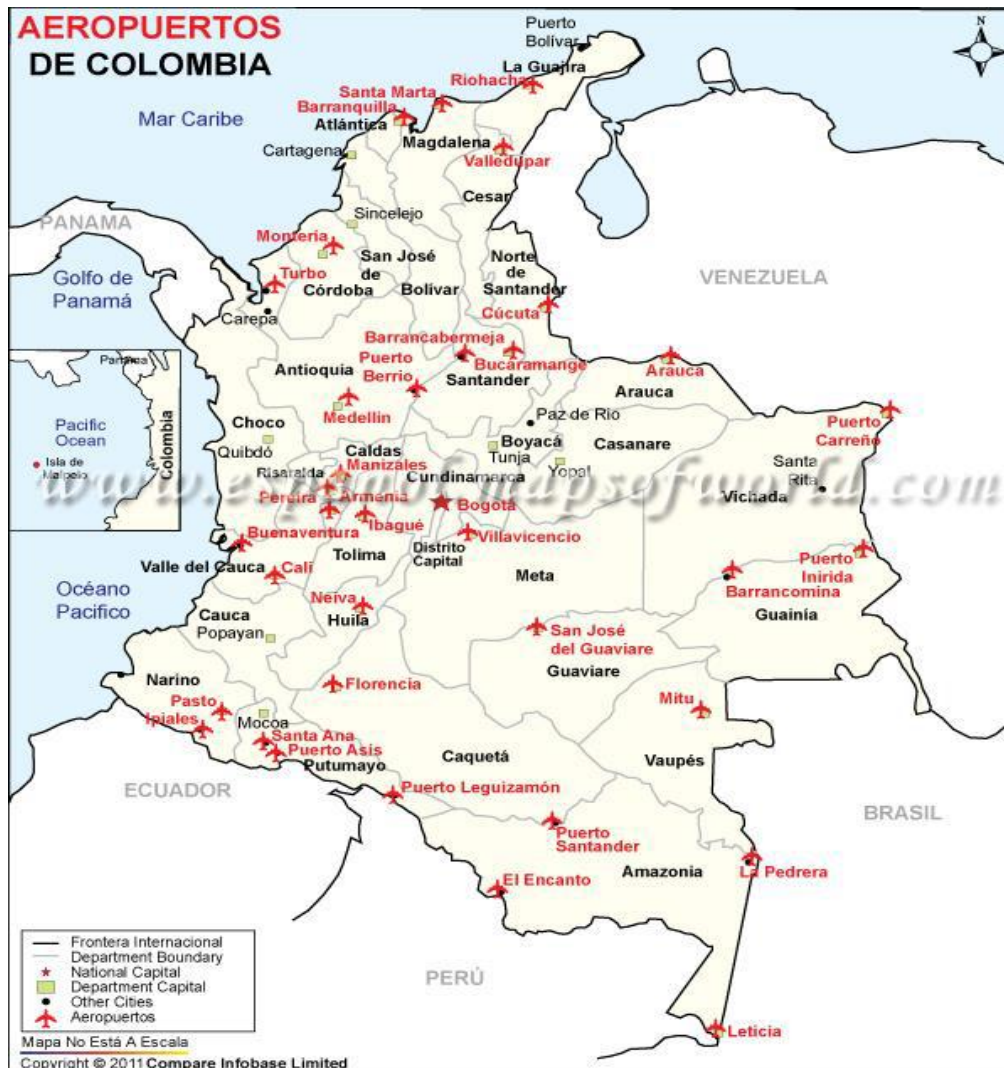 AEROPUERTOS
DE COLOMBIA
Puerto
Bolívar
N
La Guajira
Riohacha
Santa Marta
Barranquilla
Atlántica
Mar Caribe
Magdalena
Cartagena
Valledupar
Cesar
Sincelejo
PANAMA
Monteria
San José
de
Córdoba
Bolívar
Norte
de
Santander
VENEZUELA
Golfo de
Panamá
Turbo
Carepa
Cúcuta
Barrancabermeja
Bucaramange
Puerto
Berrio
Santander
Arauca
Arauca
Antioquia
Medellin
Panama
Pacific
Ocean
Isla de
Malpelo
Colombia
Choco
Quibdó
Paz de Rio
Boyacá
Tunja
Casanare
Yopal
Puerto
Carreño
Caldas
Manizales
Risaralda
Cundinamarca
Santa
Rita
Vichada
Pereira
Armenia
Ibagué
Bogotá
Buenaventura
Villavicencio
Tolima
Distrito
Capital
Valle del Cauca
Cali
Meta
Puerto
Inirida
Barrancomina
Océano
Pacifico
Neiva
Huila
Guainía
Cauca
Popayan
San José
del Guaviare
Guaviare
Narino
Florencia
Mitu
Pasto
Ipiales
Mocoa
Santa Ana
Puerto Asís
Putumayo
Caquetá
Vaupés
ECUADOR
Puerto Leguizamón
BRASIL
Puerto
Santander
La Pedrera
El Encanto
Amazonia
PERÚ
Leticia
Frontera Internacional
Department Boundary
National Capital
Department Capital
Other Cities
Aeropuertos
Mapa No Está A Escala
Copyright © 2011 Compare Infobase Limited